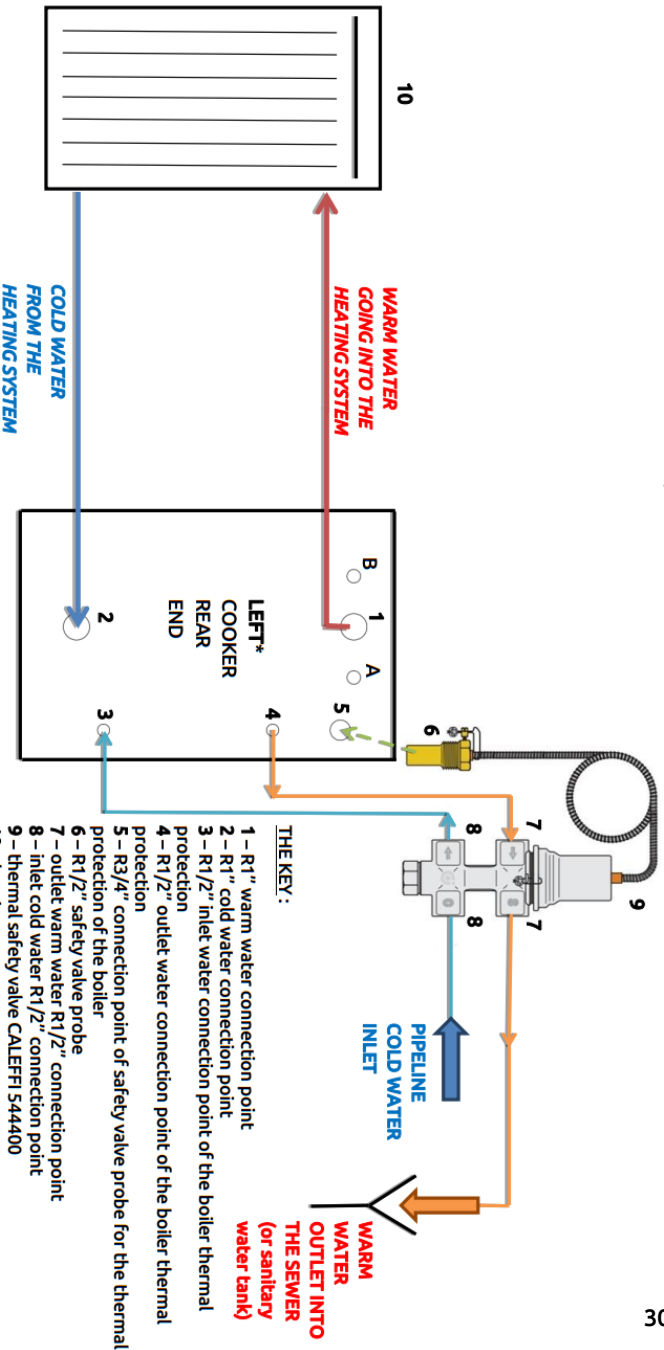 30
10
WARM WATER
GOING INTO THE
HEATING SYSTEM
COLD WATER
FROM THE
HEATING SYSTEM
B
1
A
5
2
LEFT*
COOKER
REAR
END
4
3
6
9
7
7
8
8
PIPELINE
COLD WATER
INLET
WARM
WATER
OUTLET INTO
THE SEWER
(or sanitary
water tank)
THE KEY :
1 – R1” warm water connection point
2 – R1” cold water connection point
3 – R1/2” inlet water connection point of the boiler thermal
protection
4 – R1/2” outlet water connection point of the boiler thermal
protection
5 – R3/4” connection point of safety valve probe for the thermal
protection of the boiler
6 – R1/2” safety valve probe
7 – outlet warm water R1/2” connection point
8 – inlet cold water R1/2” connection point
9 – thermal safety valve CALEFFI 544400